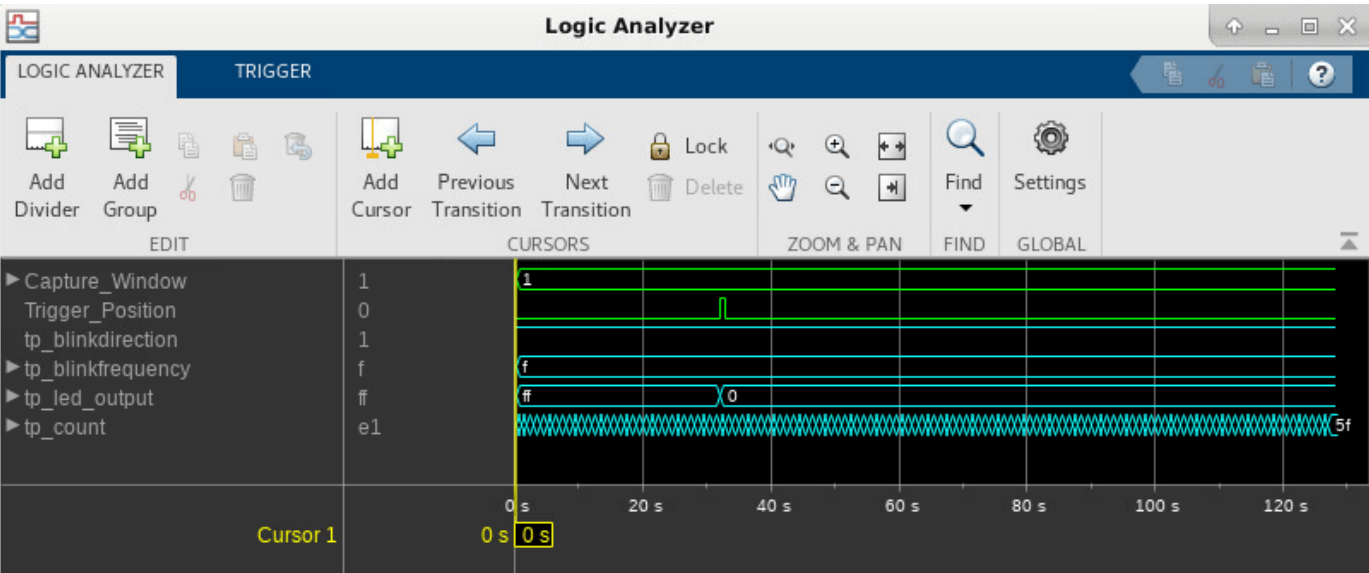 Logic Analyzer
LOGIC ANALYZER TRIGGER ?
Lock
Add Add Add Previous Next Delete Find Settings
Divider Group Cursor Transition Transition
EDIT CURSORS ZOOM & PAN FIND GLOBAL
Capture_Window 1 1
Trigger_Position 0
tp_blinkdirection 1
tp_blinkfrequency f f
tp_led_output ff ff 0
tp_count e1 5f
0 s 20 s 40 s 60 s 80 s 100 s 120 s
Cursor 1 0 s 0 s